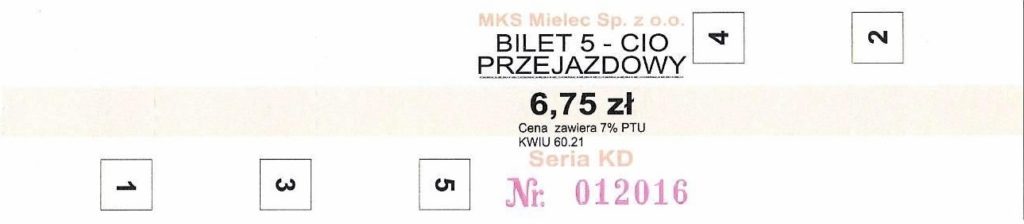 MKS Mielec Sp. z o.o.
BILET 5 - CIO
PRZEJAZDOWY
6,75 zł
Cena zawiera 7% PTU
KWIU 60.21
Seria KD
Nr. 012016
4
2
1
3
5